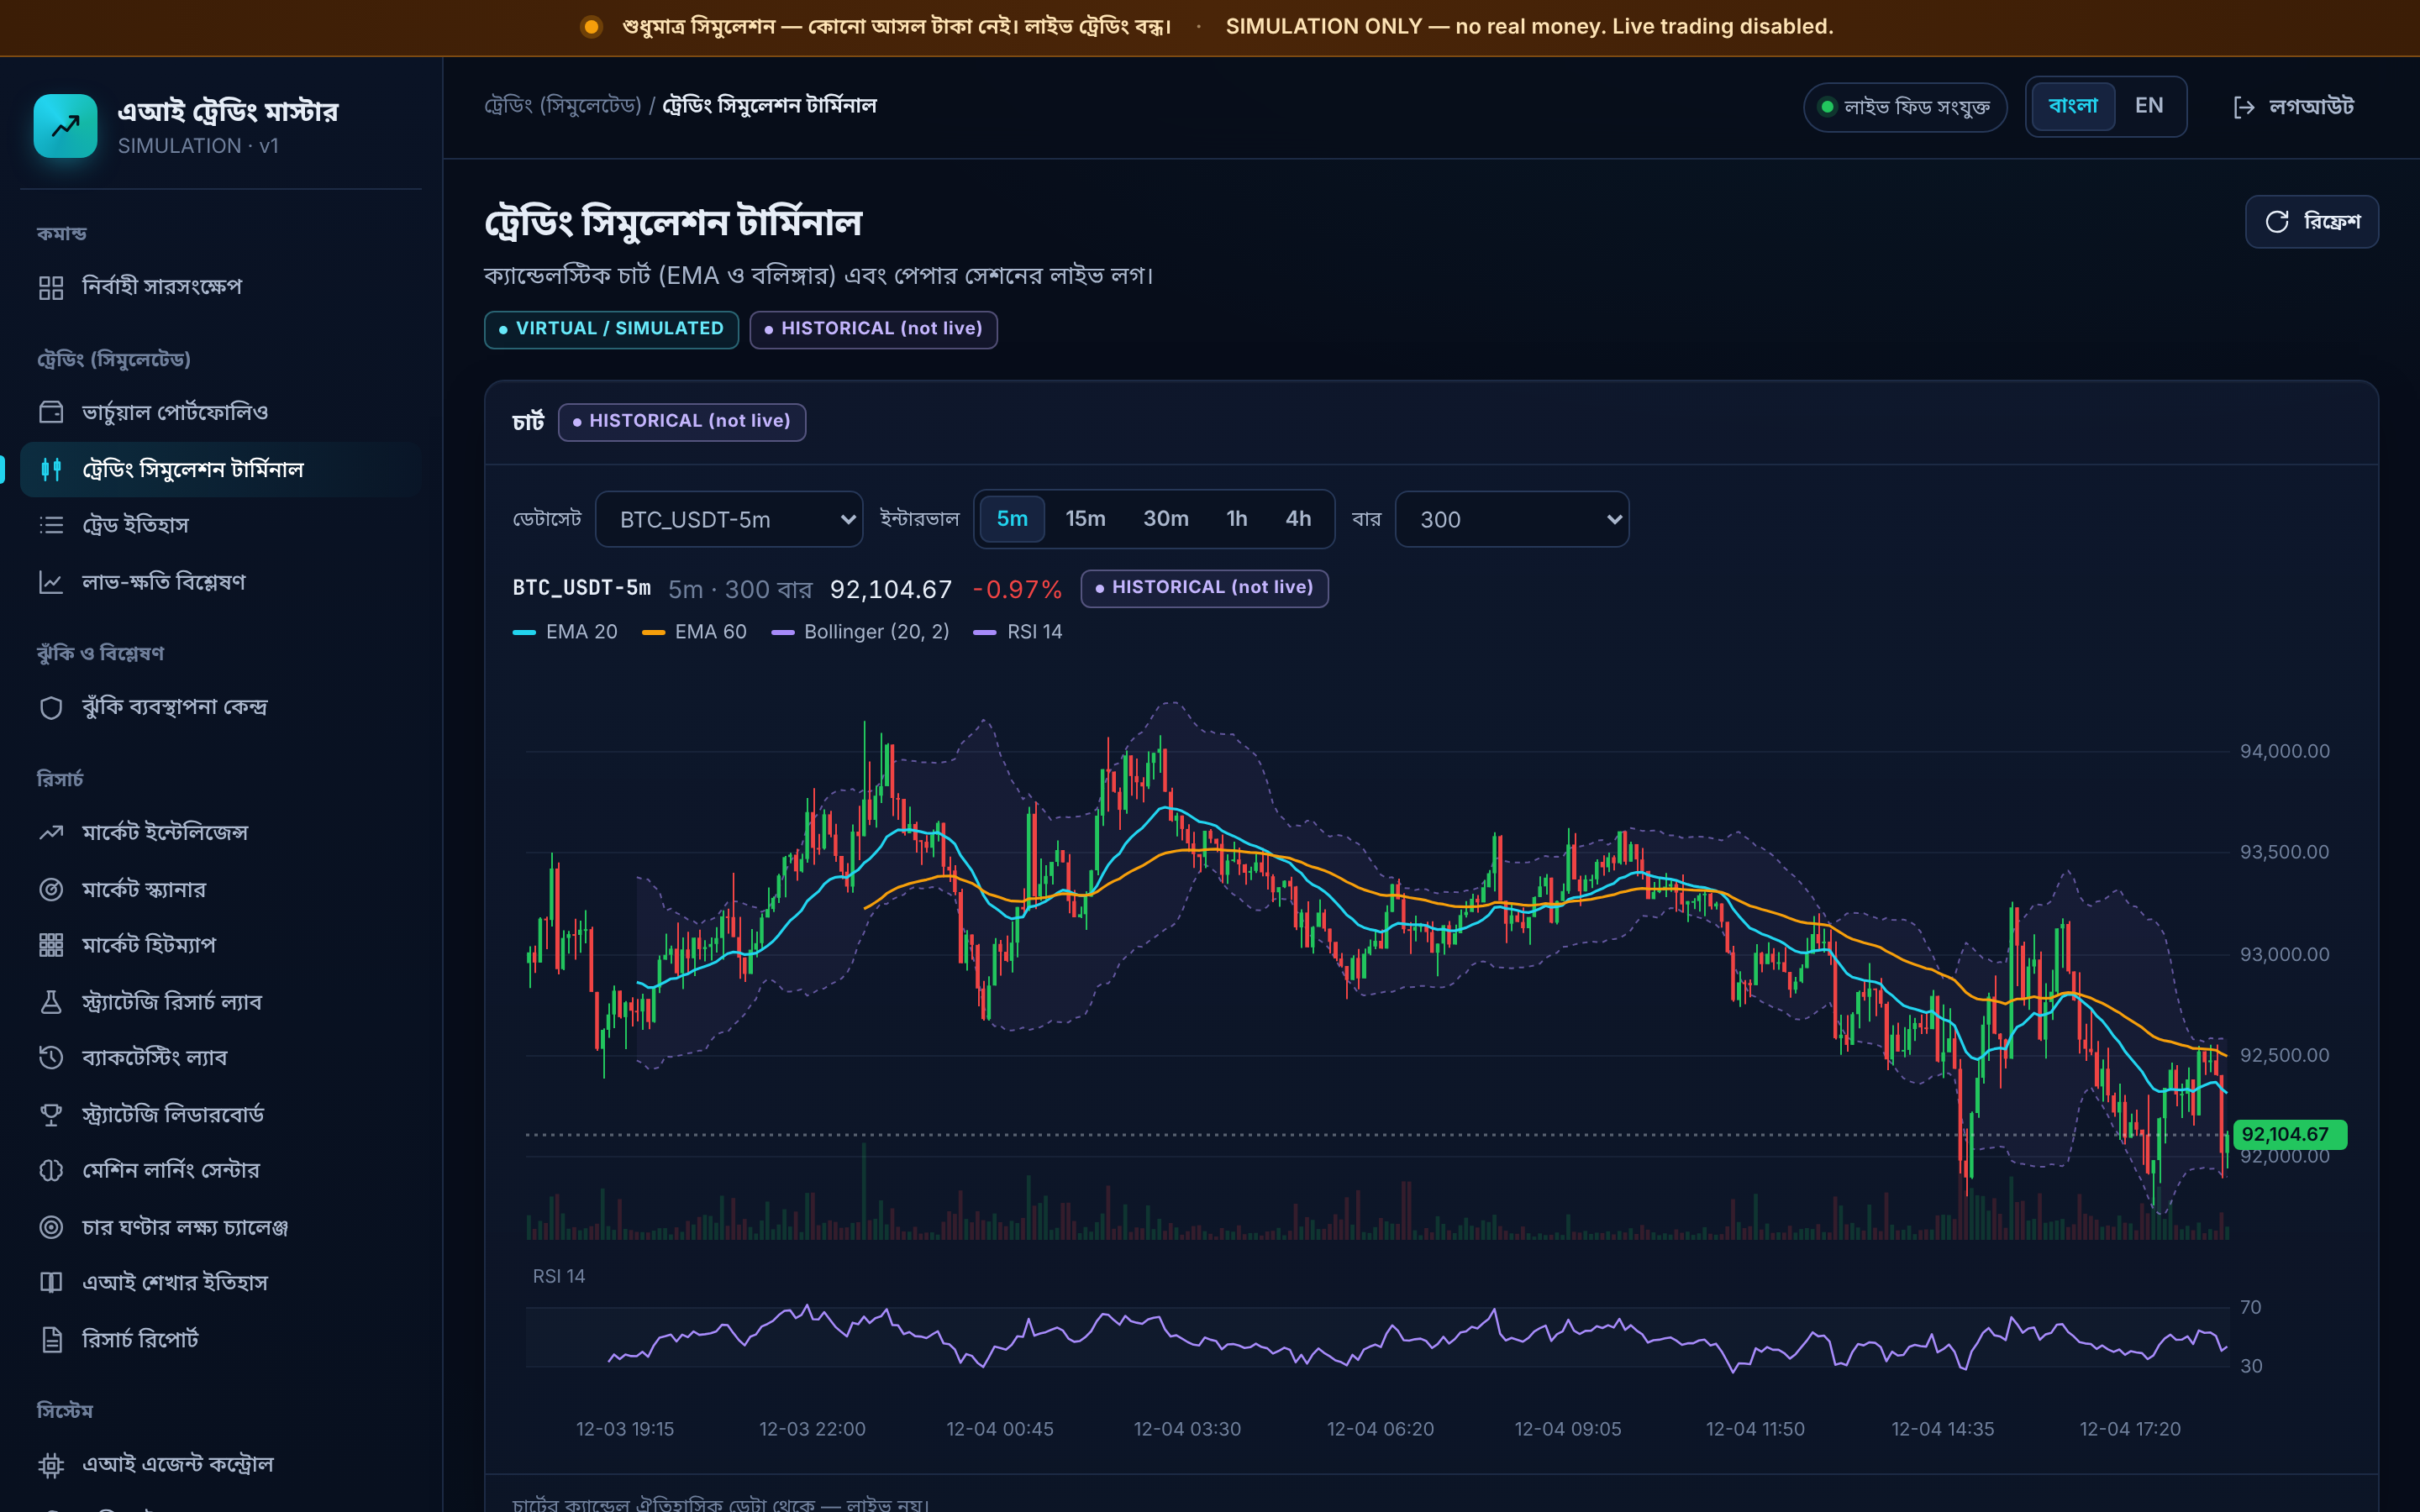 শুধুমাত্র সিমুলেশন — কোনো আসল টাকা নেই। লাইভ ট্রেডিং বন্ধ। · SIMULATION ONLY — no real money. Live trading disabled.
এআই ট্রেডিং মাস্টার
SIMULATION · v1
কমান্ড
নির্বাহী সারসংক্ষেপ
ট্রেডিং (সিমুলেটেড)
ভার্চুয়াল পোর্টফোলিও
ট্রেডিং সিমুলেশন টার্মিনাল
ট্রেড ইতিহাস
লাভ-ক্ষতি বিশ্লেষণ
ঝুঁকি ও বিশ্লেষণ
ঝুঁকি ব্যবস্থাপনা কেন্দ্র
রিসার্চ
মার্কেট ইন্টেলিজেন্স
মার্কেট স্ক্যানার
মার্কেট হিটম্যাপ
স্ট্র্যাটেজি রিসার্চ ল্যাব
ব্যাকটেস্টিং ল্যাব
স্ট্র্যাটেজি লিডারবোর্ড
মেশিন লার্নিং সেন্টার
চার ঘণ্টার লক্ষ্য চ্যালেঞ্জ
এআই শেখার ইতিহাস
রিসার্চ রিপোর্ট
সিস্টেম
এআই এজেন্ট কন্ট্রোল
ট্রেডিং (সিমুলেটেড) / ট্রেডিং সিমুলেশন টার্মিনাল
লাইভ ফিড সংযুক্ত
বাংলা EN
লগআউট
ট্রেডিং সিমুলেশন টার্মিনাল
রিফ্রেশ
ক্যান্ডেলস্টিক চার্ট (EMA ও বলিঙ্গার) এবং পেপার সেশনের লাইভ লগ।
VIRTUAL / SIMULATED HISTORICAL (not live)
চার্ট HISTORICAL (not live)
ডেটাসেট BTC_USDT-5m ইন্টারভাল 5m 15m 30m 1h 4h বার 300
BTC_USDT-5m 5m · 300 বার 92,104.67 -0.97% HISTORICAL (not live)
EMA 20 EMA 60 Bollinger (20, 2) RSI 14
94,000.00
93,500.00
93,000.00
92,500.00
92,104.67
92,000.00
RSI 14
70
30
12-03 19:15 12-03 22:00 12-04 00:45 12-04 03:30 12-04 06:20 12-04 09:05 12-04 11:50 12-04 14:35 12-04 17:20
চার্টের ক্যান্ডেল ঐতিহাসিক ডেটা থেকে — লাইভ নয়।